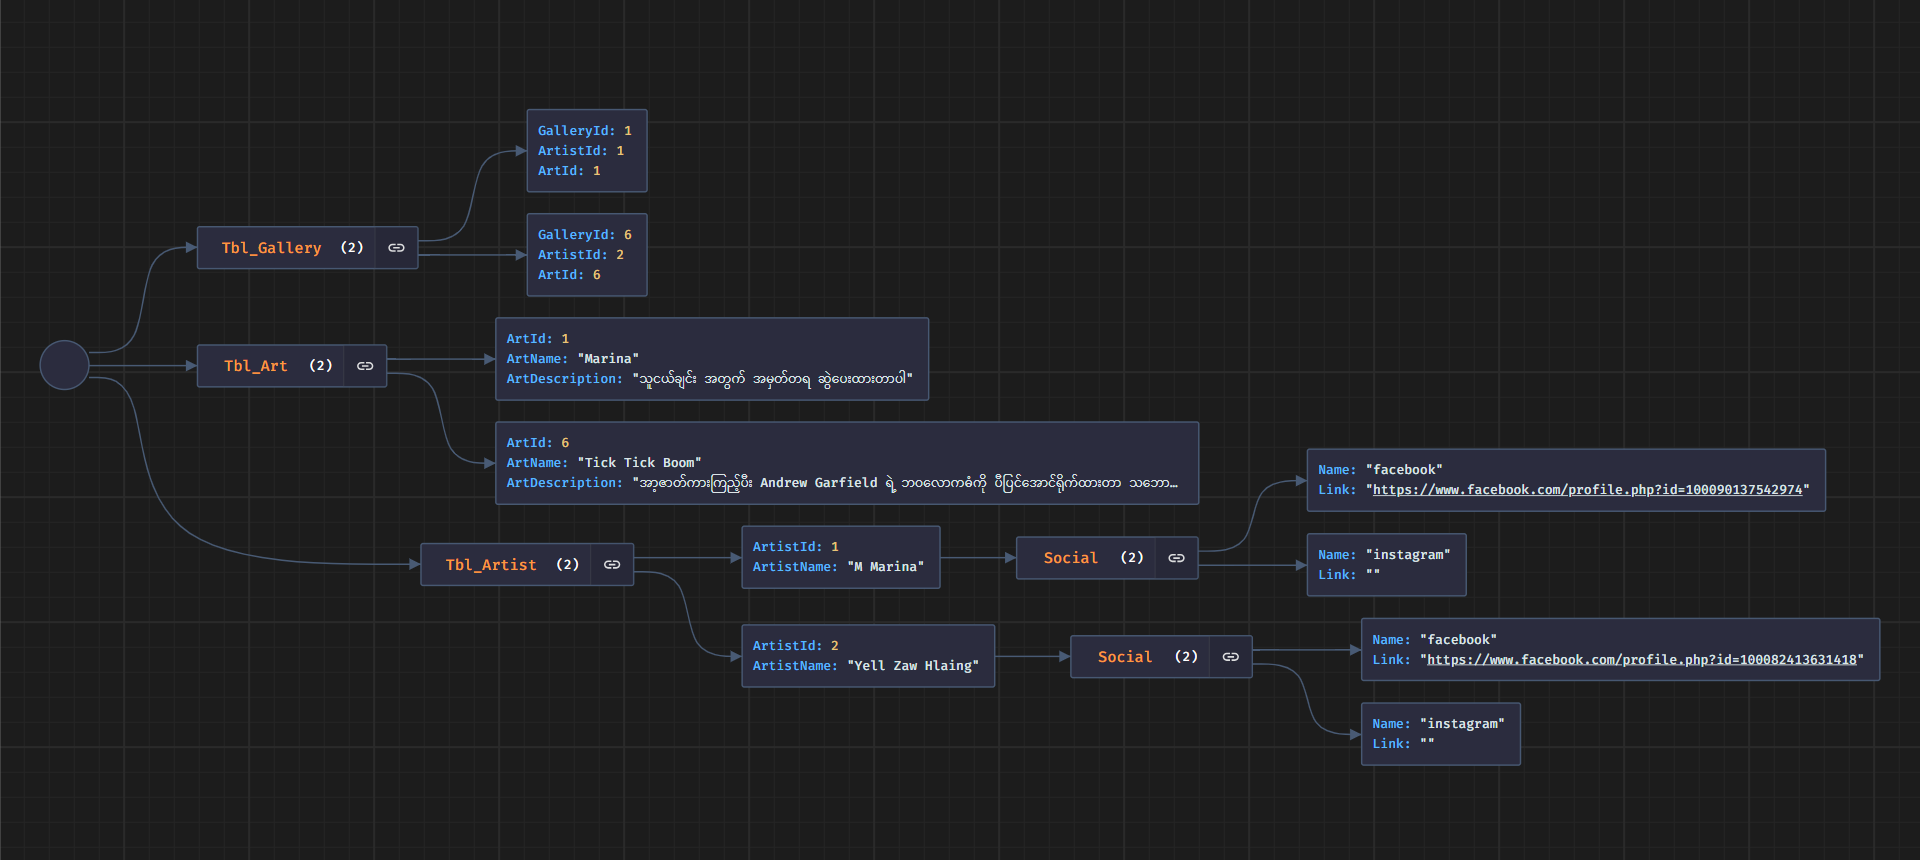 GalleryId: 1
ArtistId: 1
ArtId: 1
GalleryId: 6
ArtistId: 2
ArtId: 6
Tbl_Gallery (2)
Tbl_Art (2)
ArtId: 1
ArtName: "Marina"
ArtDescription: "သူငယ်ချင်း အတွက် အမှတ်တရ ဆွဲပေးထားတာပါ"
ArtId: 6
ArtName: "Tick Tick Boom"
ArtDescription: "အာ့ဇာတ်ကားကြည့်ပီး Andrew Garfield ရဲ့ ဘဝလောကဓံကို ပီပြင်အောင်ရိုက်ထားတာ သဘော…
Tbl_Artist (2)
ArtistId: 1
ArtistName: "M Marina"
Social (2)
Name: "facebook"
Link: "https://www.facebook.com/profile.php?id=100090137542974"
Name: "instagram"
Link: ""
ArtistId: 2
ArtistName: "Yell Zaw Hlaing"
Social (2)
Name: "facebook"
Link: "https://www.facebook.com/profile.php?id=100082413631418"
Name: "instagram"
Link: ""